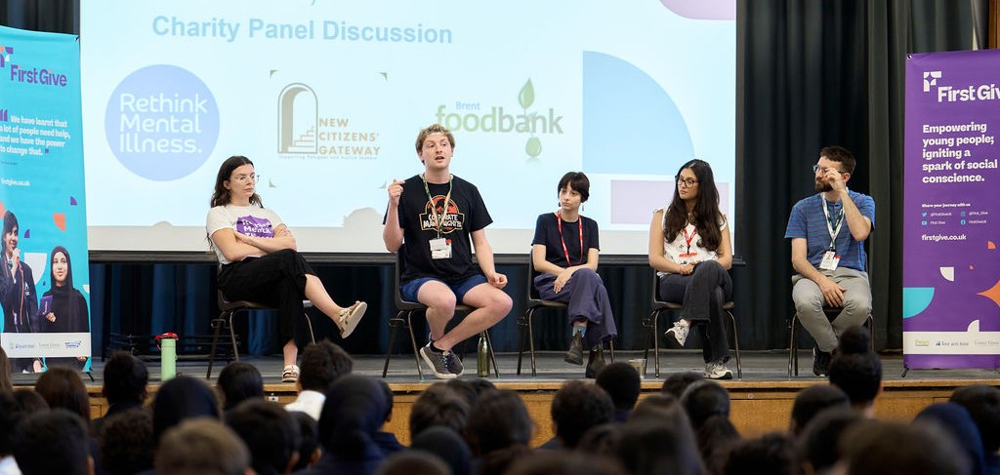 Charity Panel Discussion
Rethink
Mental
Illness.
NEW
CITIZENS'
GATEWAY
Brent
foodbank
First Give
We have learnt that
a lot of people need help,
and we have the power
to change that.
firstgive.co.uk
CORPORATE
First Giv
Empowering
young people;
igniting a
spark of social
conscience.
Share your journey with us
firstgive.co.uk